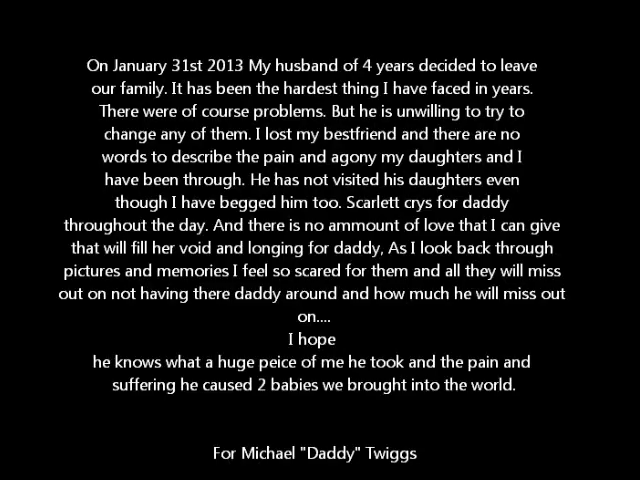 On January 31st 2013 My husband of 4 years decided to leave
our family. It has been the hardest thing I have faced in years.
There were of course problems. But he is unwilling to try to
change any of them. I lost my bestfriend and there are no
words to describe the pain and agony my daughters and I
have been through. He has not visited his daughters even
though I have begged him too. Scarlett crys for daddy
throughout the day. And there is no ammount of love that I can give
that will fill her void and longing for daddy, As I look back through
pictures and memories I feel so scared for them and all they will miss
out on not having there daddy around and how much he will miss out
on....
I hope
he knows what a huge peice of me he took and the pain and
suffering he caused 2 babies we brought into the world.
For Michael "Daddy" Twiggs